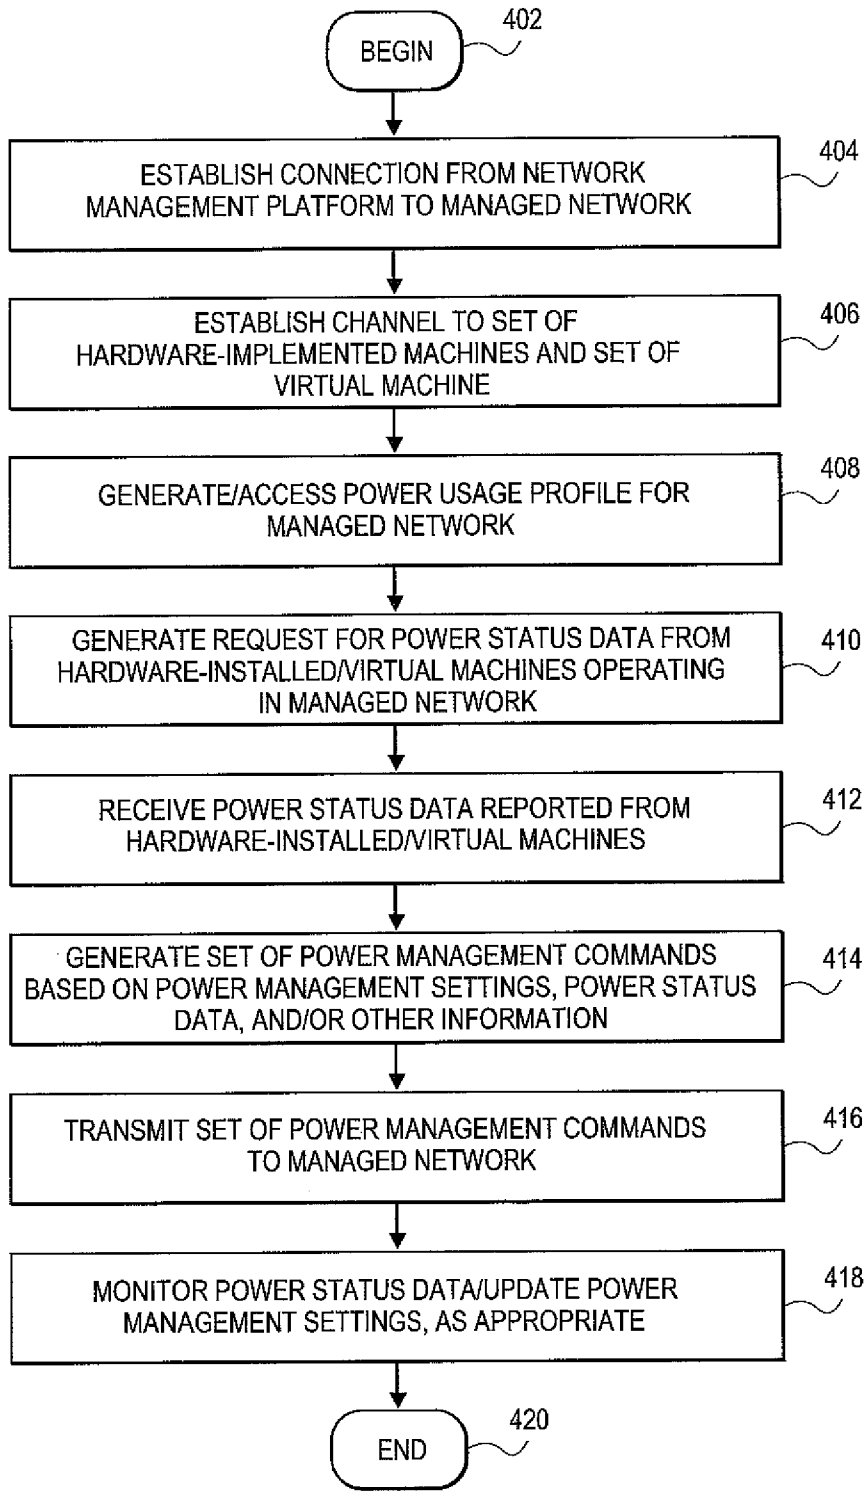 BEGIN
402
ESTABLISH CONNECTION FROM NETWORK
MANAGEMENT PLATFORM TO MANAGED NETWORK
404
ESTABLISH CHANNEL TO SET OF
HARDWARE-IMPLEMENTED MACHINES AND SET OF
VIRTUAL MACHINE
406
GENERATE/ACCESS POWER USAGE PROFILE FOR
MANAGED NETWORK
408
GENERATE REQUEST FOR POWER STATUS DATA FROM
HARDWARE-INSTALLED/VIRTUAL MACHINES OPERATING
IN MANAGED NETWORK
410
RECEIVE POWER STATUS DATA REPORTED FROM
HARDWARE-INSTALLED/VIRTUAL MACHINES
412
GENERATE SET OF POWER MANAGEMENT COMMANDS
BASED ON POWER MANAGEMENT SETTINGS, POWER STATUS
DATA, AND/OR OTHER INFORMATION
414
TRANSMIT SET OF POWER MANAGEMENT COMMANDS
TO MANAGED NETWORK
416
MONITOR POWER STATUS DATA/UPDATE POWER
MANAGEMENT SETTINGS, AS APPROPRIATE
418
END
420